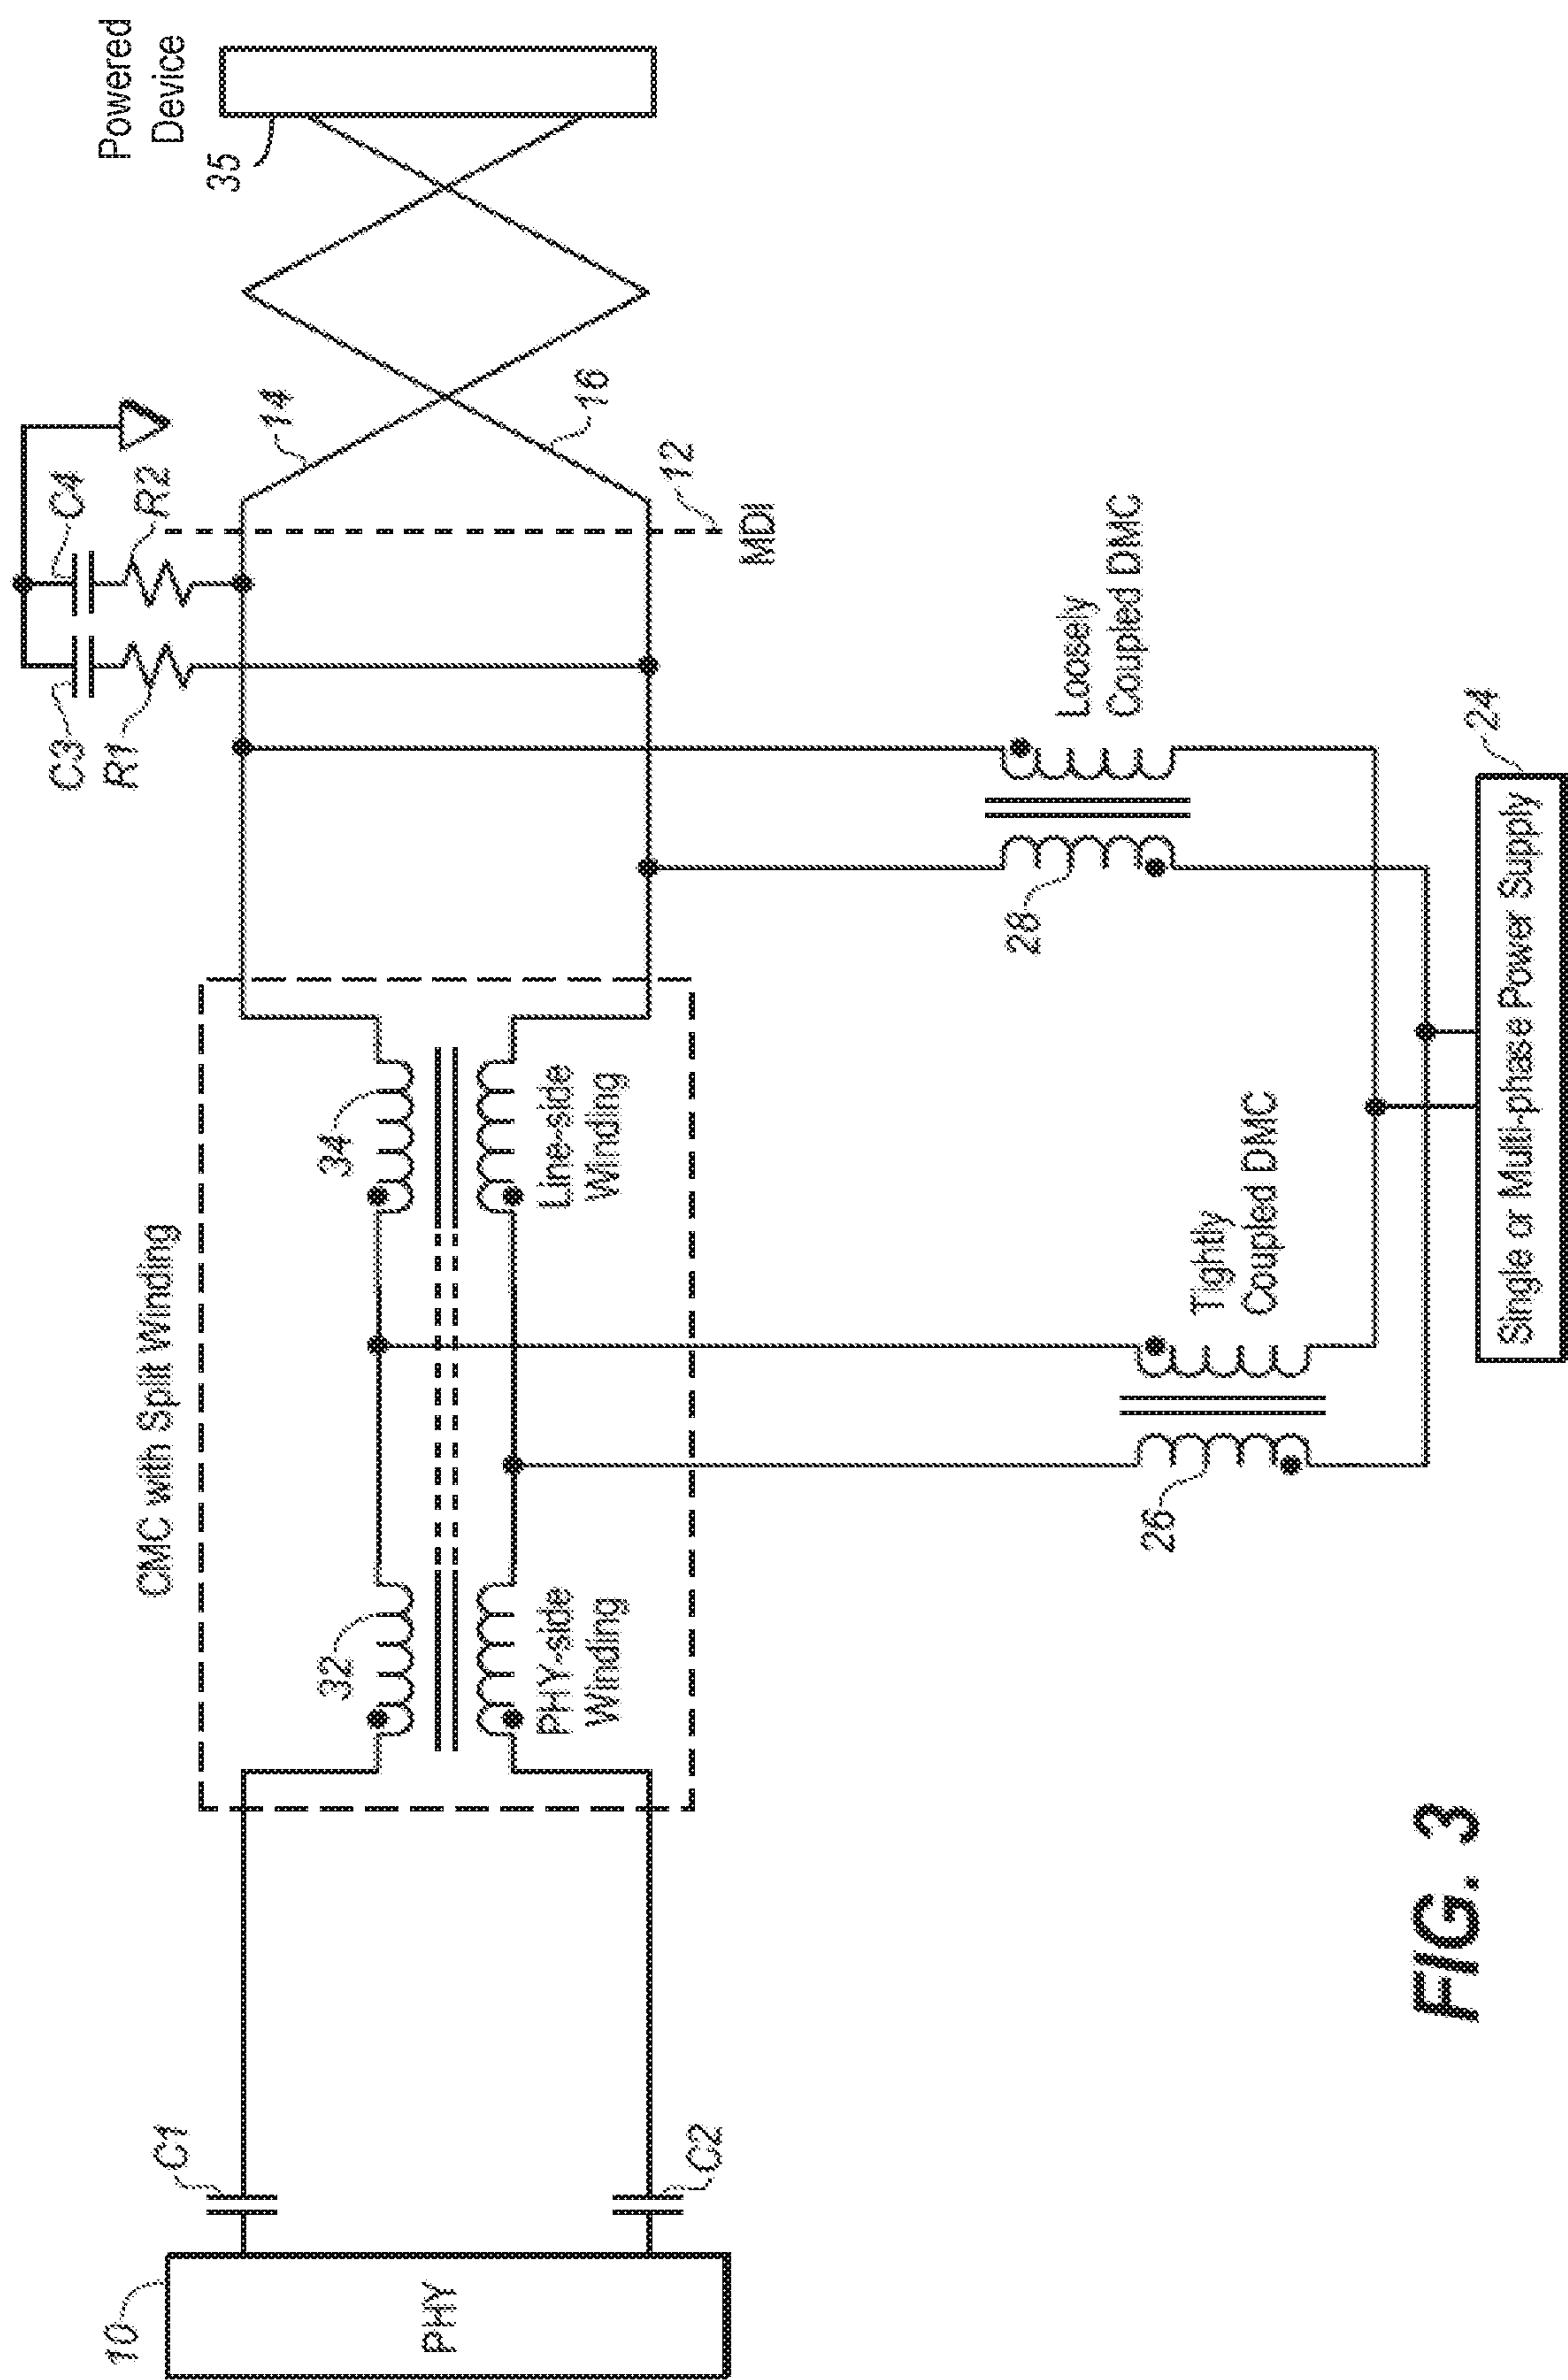 C3
R1
C4
R2
14
16
12
MDI
35
Powered
Device
CMC with Split Winding
32
34
PHY-side
Winding
Line-side
Winding
C1
C2
10
PHY
26
Tightly
Coupled DMC
28
Loosely
Coupled DMC
24
Single or Multi-phase Power Supply
FIG. 3